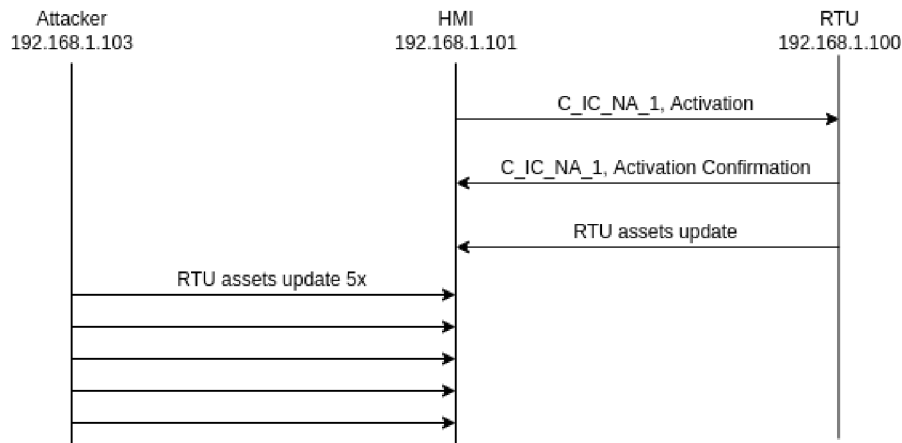 Attacker
192.168.1.103
HMI
192.168.1.101
RTU
192.168.1.100
C_IC_NA_1, Activation
C_IC_NA_1, Activation Confirmation
RTU assets update
RTU assets update 5x